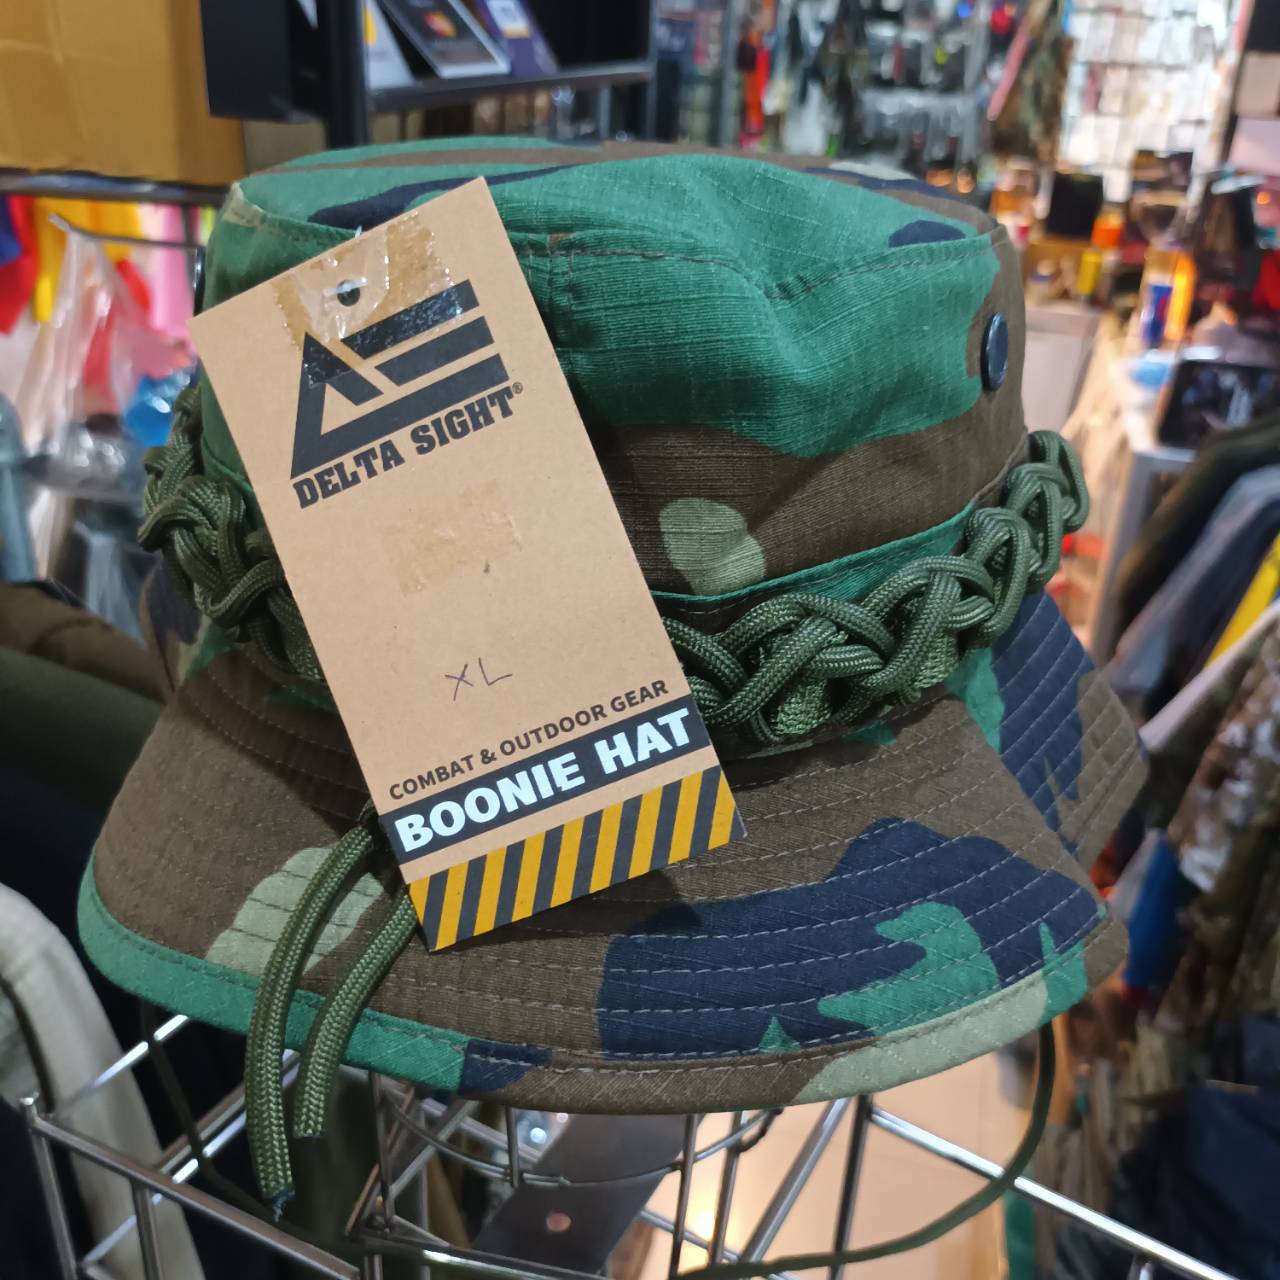 DELTA SIGHT®
XL
COMBAT & OUTDOOR GEAR
BOONIE HAT